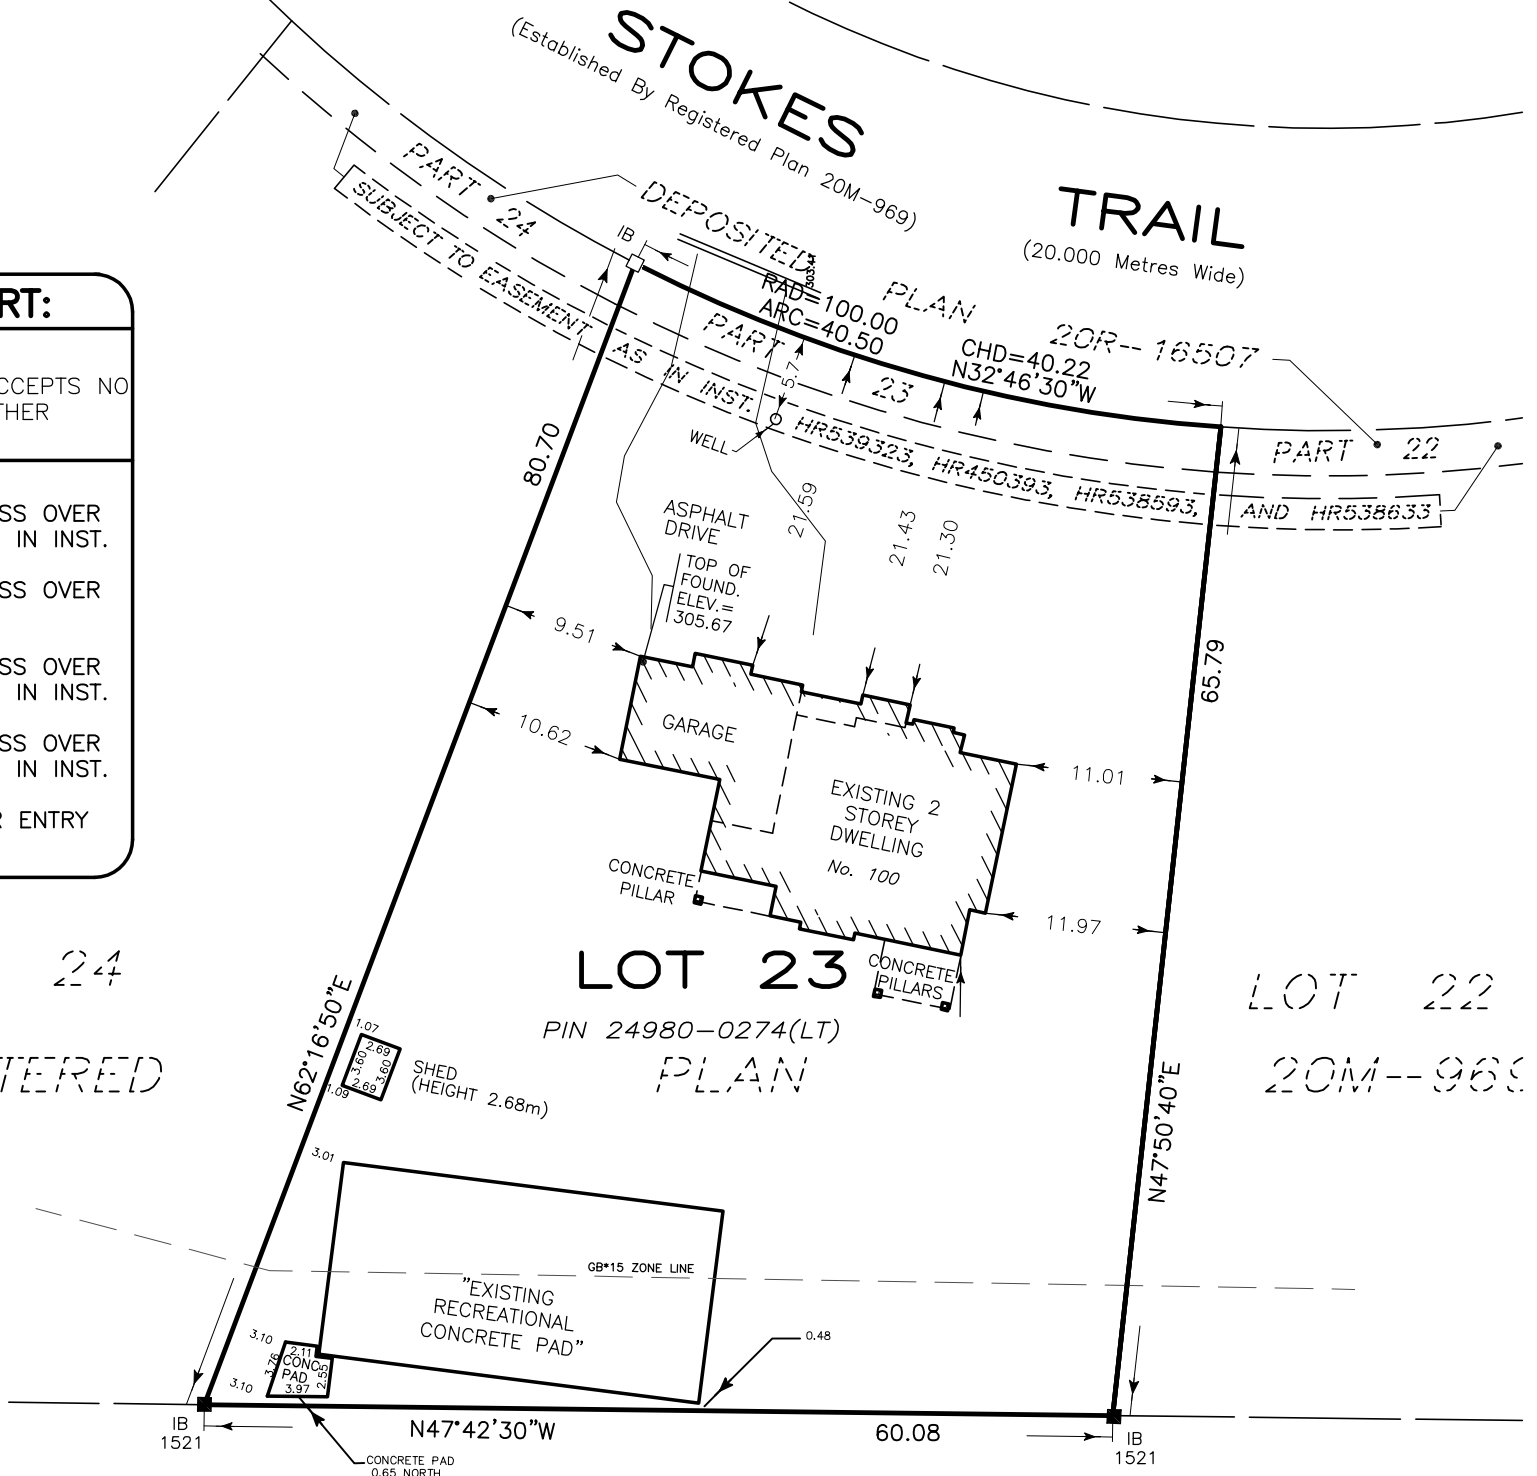 STOKES
(Established By Registered Plan 20M-969)
TRAIL
(20.000 Metres Wide)
PART 24
SUBJECT TO EASEMENT AS IN INST. HR539323, HR450393, HR538593, AND HR538633
DEPOSITED PLAN 20R-16507
IB
RAD=100.00
ARC=40.50
CHD=40.22
N32°46'30"W
PART 23
PART 22
5.7
WELL
80.70
ASPHALT
DRIVE
21.59
21.43
21.30
TOP OF
FOUND.
ELEV.=
305.67
9.51
10.62
GARAGE
65.79
11.01
EXISTING 2
STOREY
DWELLING
No. 100
CONCRETE
PILLAR
11.97
CONCRETE
PILLARS
RT:
CCEPTS NO
THER
SS OVER
IN INST.
SS OVER
SS OVER
IN INST.
SS OVER
IN INST.
R ENTRY
24
LOT 23
LOT 22
PIN 24980-0274(LT)
TERED
PLAN
20M-969
N62°16'50"E
N47°50'40"E
1.07
2.69
3.60
3.60
2.69
1.09
SHED
(HEIGHT 2.68m)
3.01
GB*15 ZONE LINE
"EXISTING
RECREATIONAL
CONCRETE PAD"
0.48
3.10
2.11
3.76
CONC
PAD
2.55
3.97
3.10
IB
1521
N47°42'30"W
60.08
IB
1521
CONCRETE PAD
0.65 NORTH